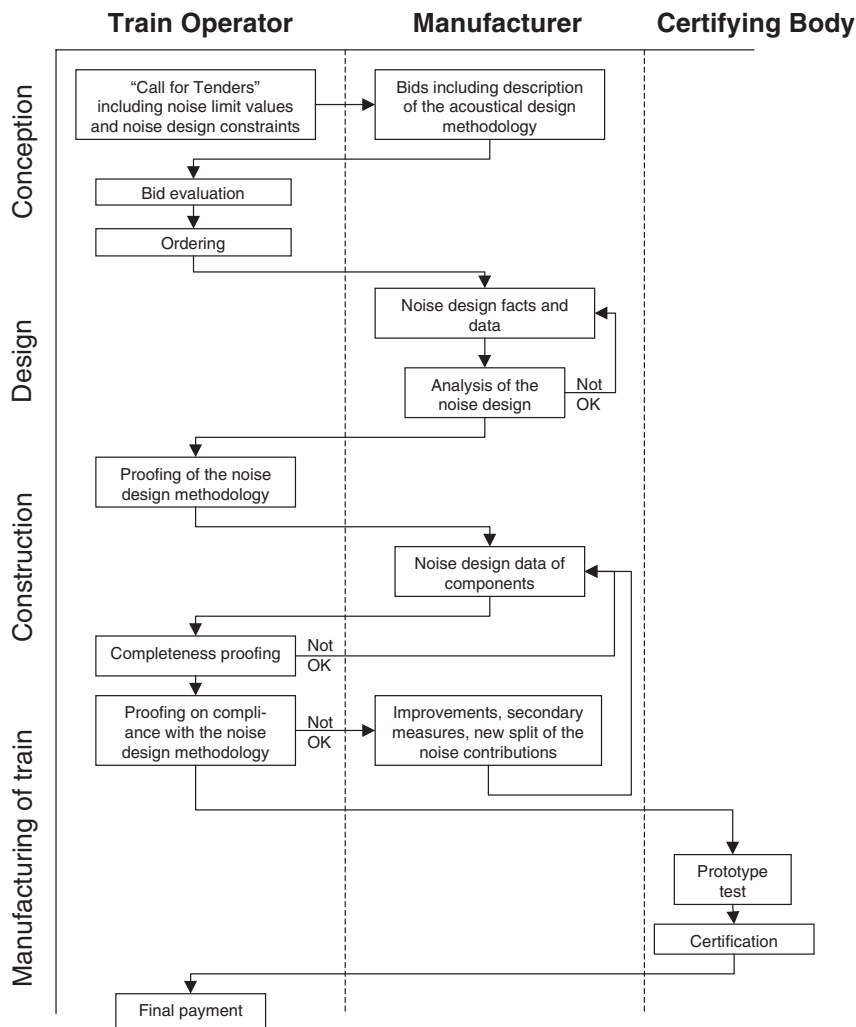 Train Operator
Manufacturer
Certifying Body
Conception
“Call for Tenders”
including noise limit values
and noise design constraints
Bids including description
of the acoustical design
methodology
Bid evaluation
Ordering
Design
Noise design facts and
data
Analysis of the
noise design
Not
OK
Proofing of the noise
design methodology
Construction
Noise design data of
components
Completeness proofing
Not
OK
Manufacturing of train
Proofing on compli-
ance with the noise
design methodology
Not
OK
Improvements, secondary
measures, new split of the
noise contributions
Prototype
test
Certification
Final payment